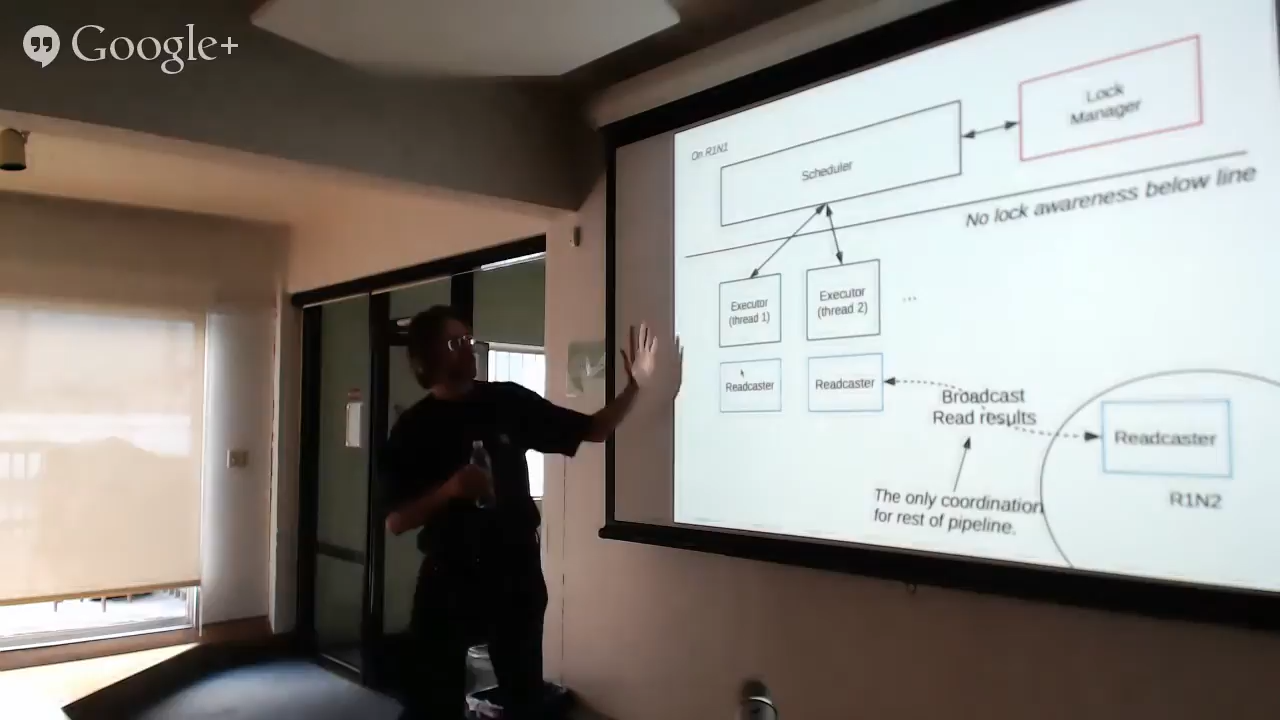 Google+
On R1N1
Scheduler
Lock
Manager
No lock awareness below line
Executor
(thread 1)
Executor
(thread 2)
...
Readcaster
Readcaster
Broadcast
Read results
Readcaster
The only coordination
for rest of pipeline.
R1N2